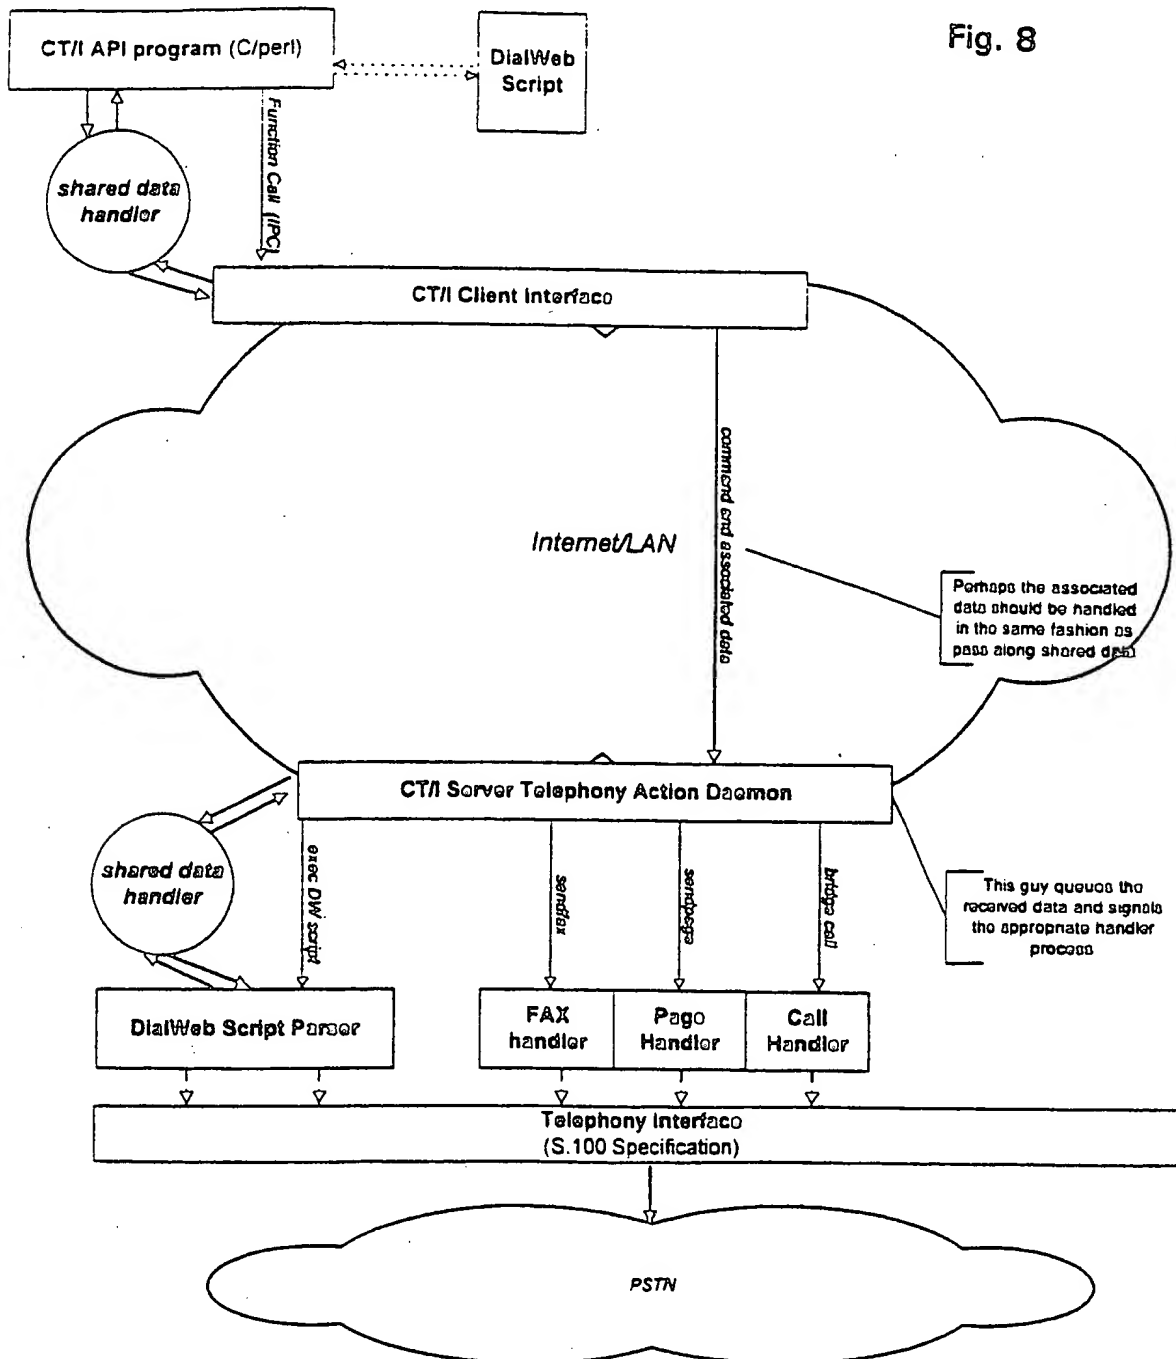 Fig. 8
CT/I API program (C/perl)
DialWeb
Script
Function Call (IPC)
shared data
handler
CT/I Client Interface
command and associated data
Internet/LAN
Perhaps the associated
data should be handled
in the same fashion as
pass along shared data
CT/I Server Telephony Action Daemon
shared data
handler
exec DW script
sendfax
sendpage
bridge call
This guy queues the
received data and signals
the appropriate handler
process
DialWeb Script Parser
FAX
handler
Page
Handler
Call
Handler
Telephony Interface
(S.100 Specification)
PSTN